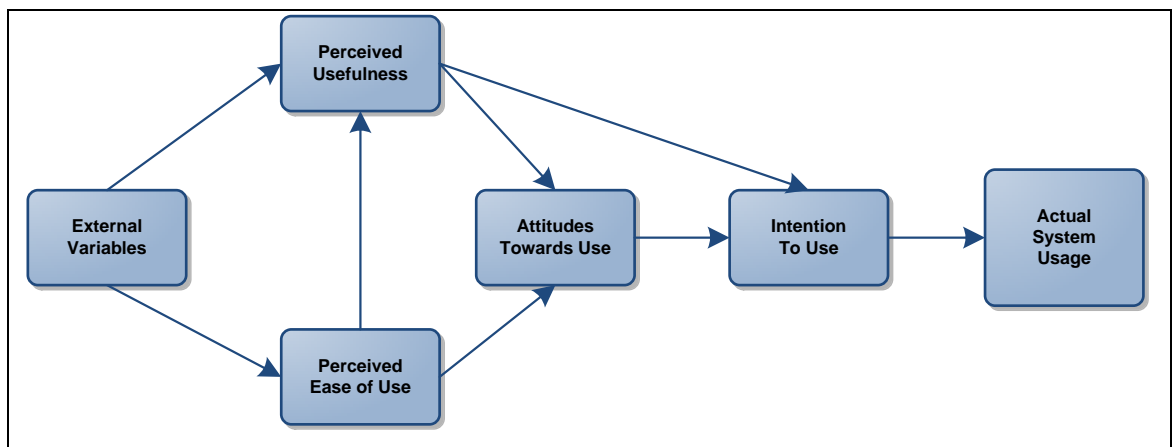 Perceived
Usefulness
External
Variables
Attitudes
Towards Use
Intention
To Use
Actual
System
Usage
Perceived
Ease of Use